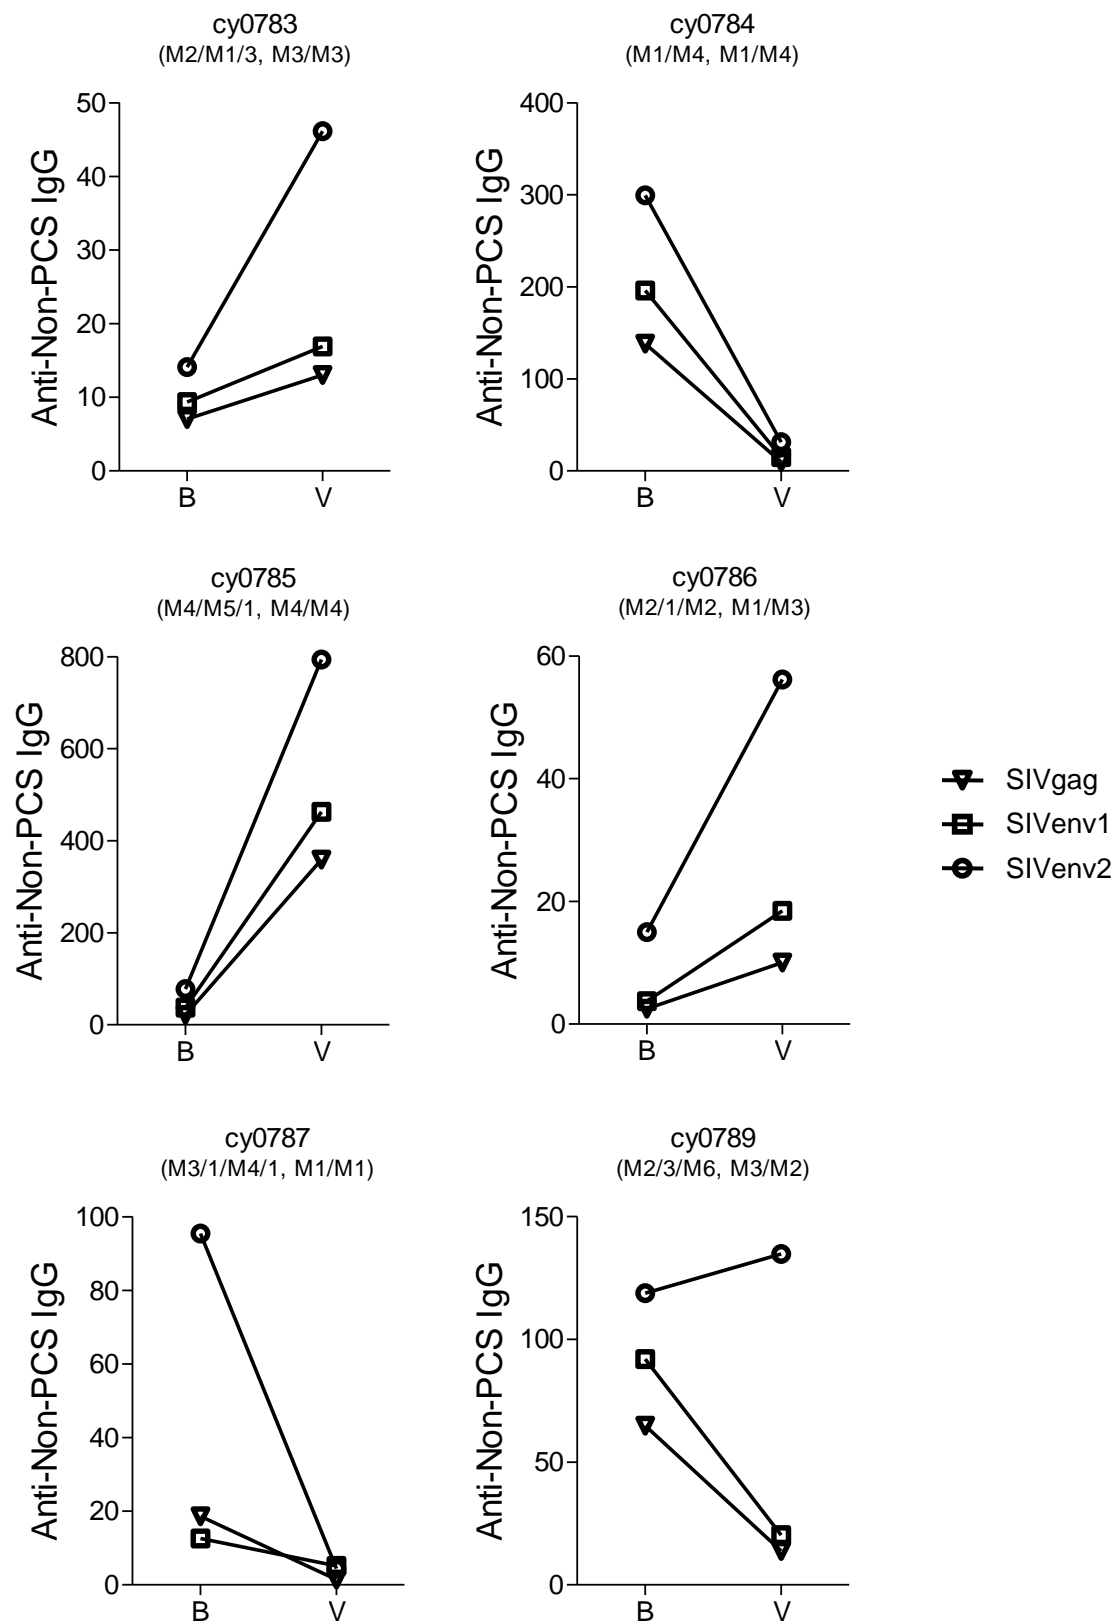 cy0783
(M2/M1/3, M3/M3)
Anti-Non-PCS IgG
50
40
30
20
10
0
B
V
cy0784
(M1/M4, M1/M4)
Anti-Non-PCS IgG
400
300
200
100
0
B
V
cy0785
(M4/M5/1, M4/M4)
Anti-Non-PCS IgG
800
600
400
200
0
B
V
cy0786
(M2/1/M2, M1/M3)
Anti-Non-PCS IgG
60
40
20
0
B
V
SIVgag
SIVenv1
SIVenv2
cy0787
(M3/1/M4/1, M1/M1)
Anti-Non-PCS IgG
100
80
60
40
20
0
B
V
cy0789
(M2/3/M6, M3/M2)
Anti-Non-PCS IgG
150
100
50
0
B
V